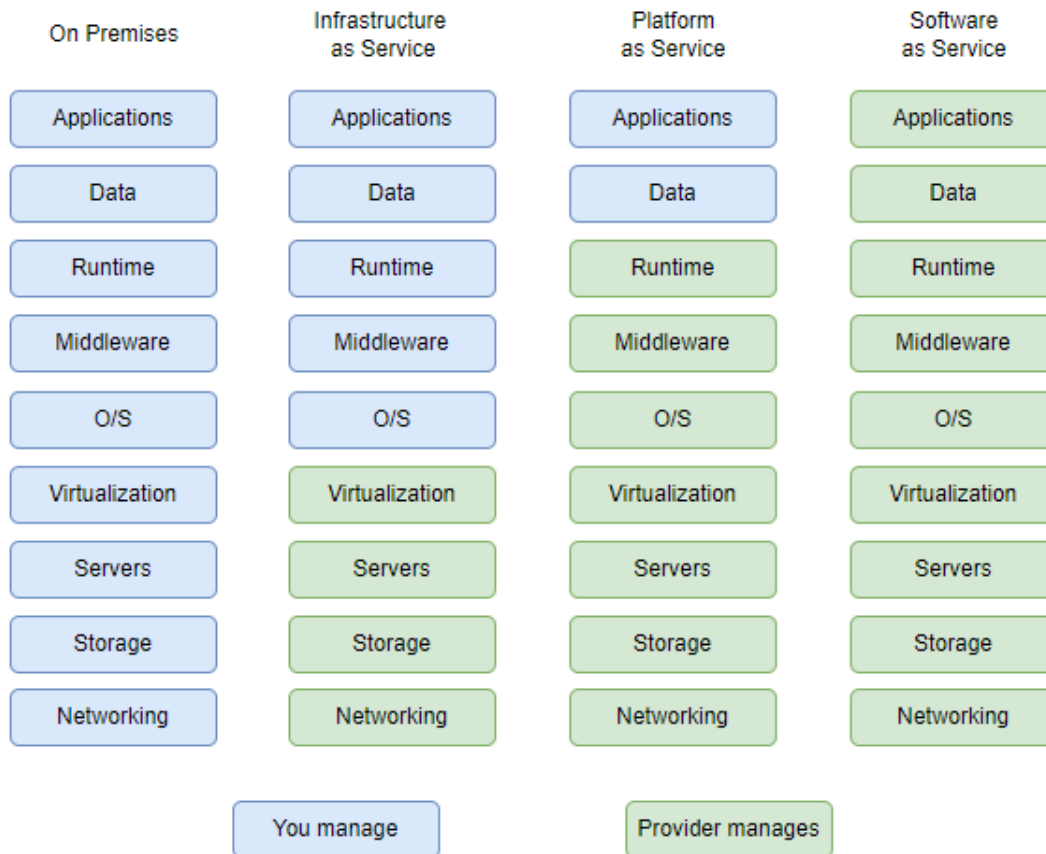 On Premises
Infrastructure
as Service
Platform
as Service
Software
as Service
Applications
Applications
Applications
Applications
Data
Data
Data
Data
Runtime
Runtime
Runtime
Runtime
Middleware
Middleware
Middleware
Middleware
O/S
O/S
O/S
O/S
Virtualization
Virtualization
Virtualization
Virtualization
Servers
Servers
Servers
Servers
Storage
Storage
Storage
Storage
Networking
Networking
Networking
Networking
You manage
Provider manages